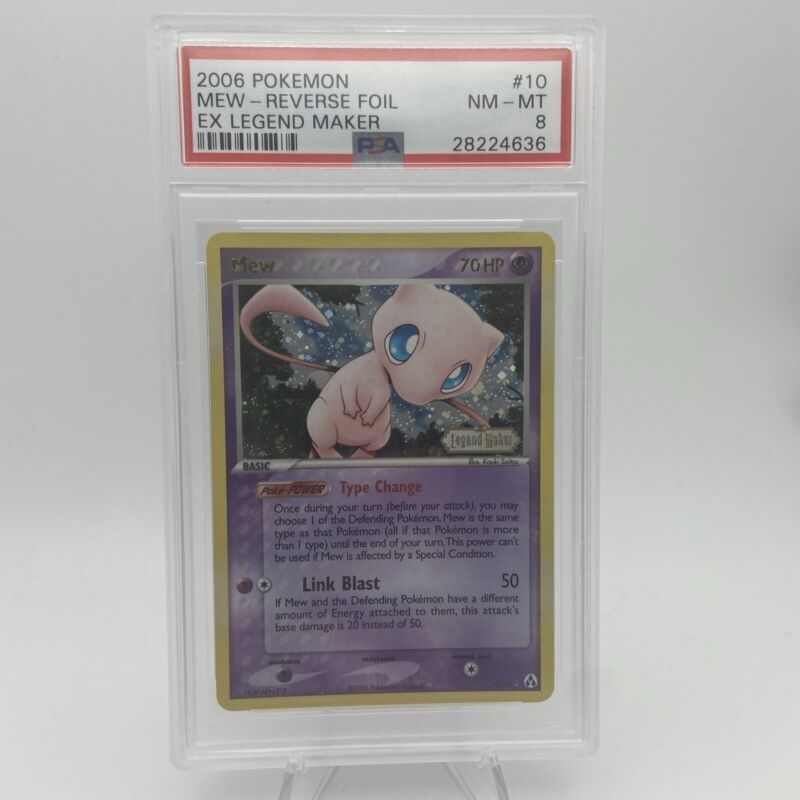 2006 POKEMON #10
MEW - REVERSE FOIL NM - MT
EX LEGEND MAKER 8
PSA 28224636
Mew 70 HP
Legend Maker
BASIC Illus. Kouki Saitou
Poké-POWER Type Change
Once during your turn (before your attack), you may
choose 1 of the Defending Pokémon. Mew is the same
type as that Pokémon (all if that Pokémon is more
than 1 type) until the end of your turn. This power can't
be used if Mew is affected by a Special Condition.
Link Blast 50
If Mew and the Defending Pokémon have a different
amount of Energy attached to them, this attack's
base damage is 20 instead of 50.
weakness resistance retreat cost